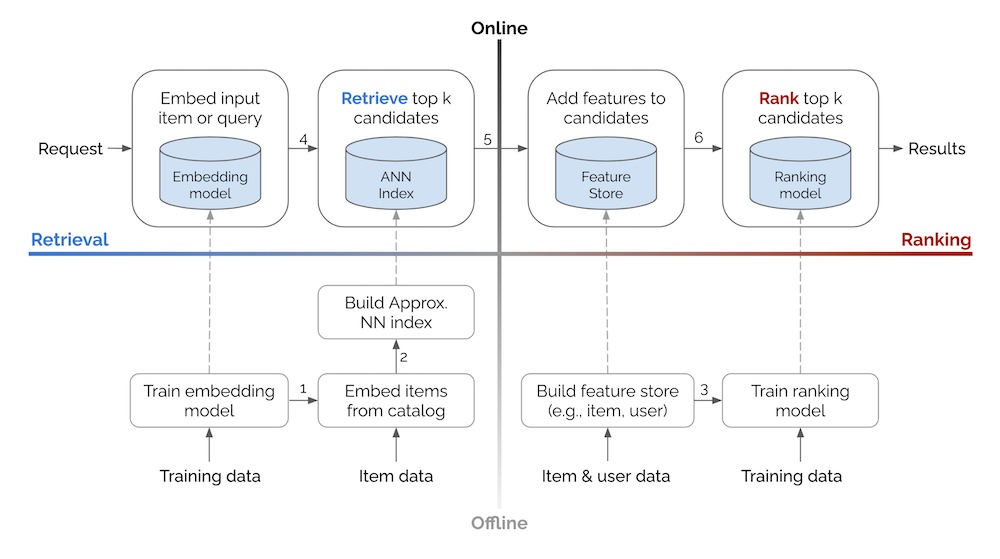 Online
Embed input
item or query
Embedding
model
Retrieve top k
candidates
ANN
Index
Add features to
candidates
Feature
Store
Rank top k
candidates
Ranking
model
Request
4
5
6
Results
Retrieval
Ranking
Build Approx.
NN index
2
Train embedding
model
1
Embed items
from catalog
Build feature store
(e.g., item, user)
3
Train ranking
model
Training data
Item data
Item & user data
Training data
Offline